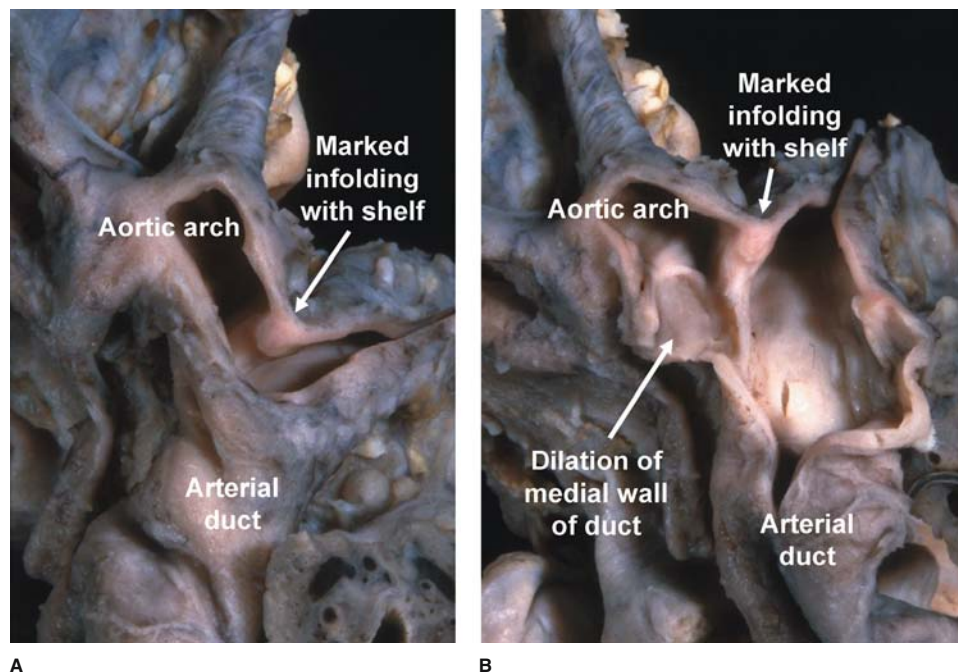 Marked
infolding
with shelf
Aortic arch
Arterial
duct
A
Marked
infolding
with shelf
Aortic arch
Dilation of
medial wall
of duct
Arterial
duct
B